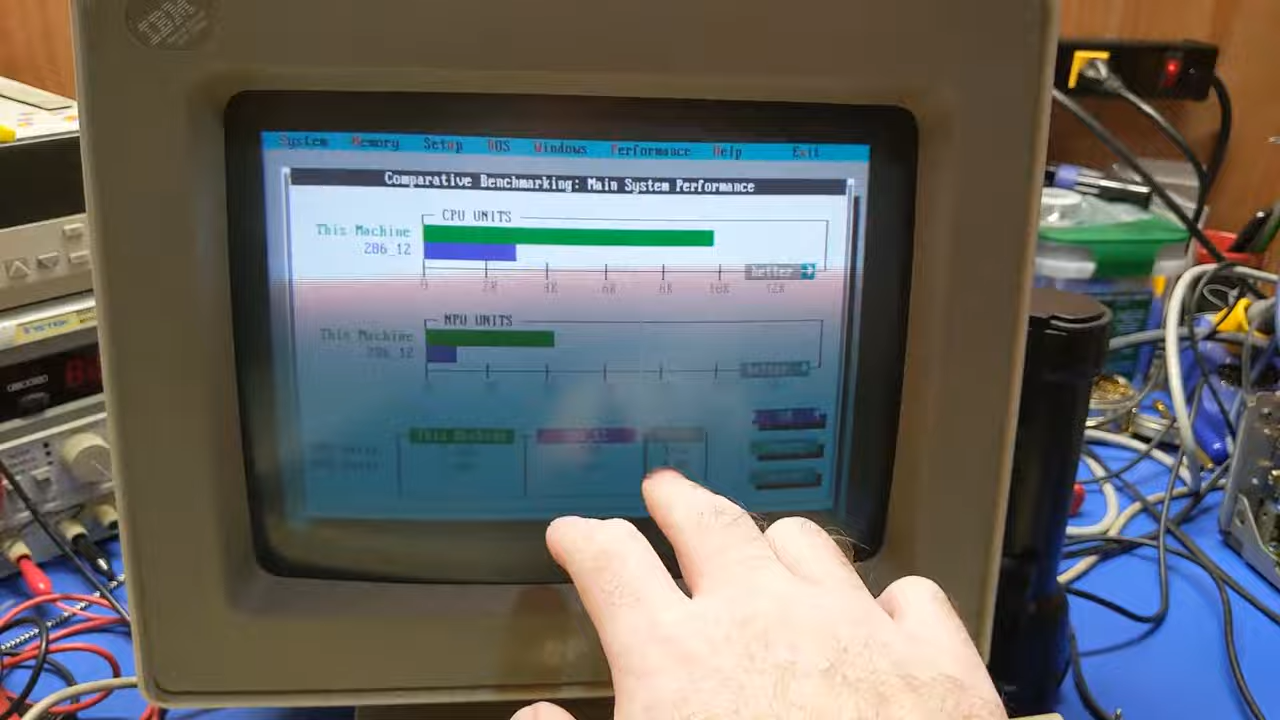 IBM
System Memory Setup DOS Windows Performance Help Exit
Comparative Benchmarking: Main System Performance
CPU UNITS
This Machine
286_12
better
0 2K 4K 6K 8K 10K 12K
NPU UNITS
This Machine
286_12
better
This Machine